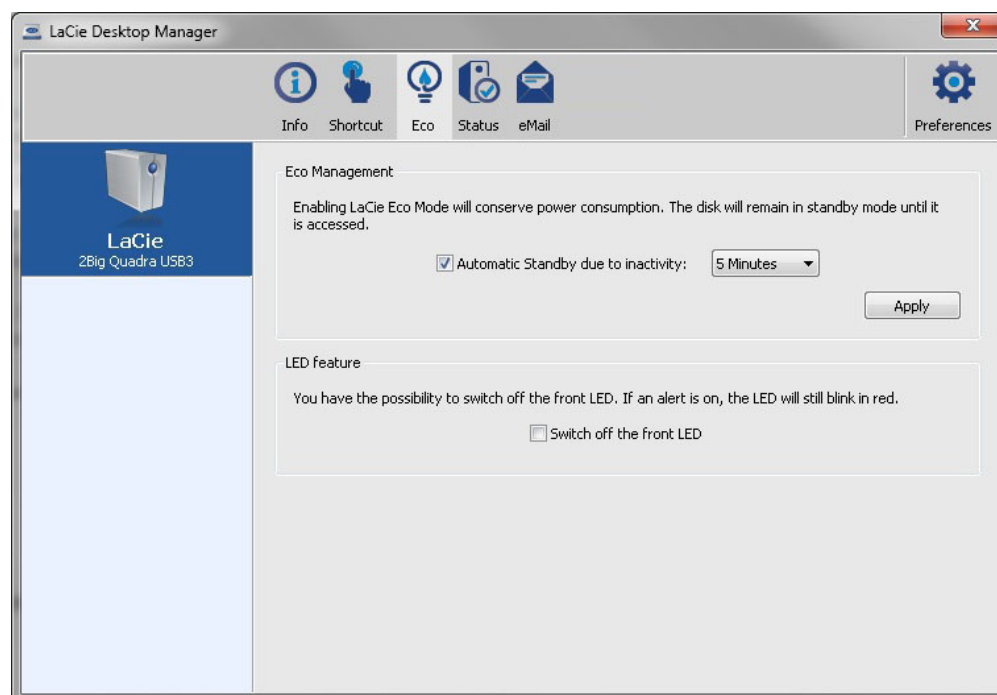 LaCie Desktop Manager
Info Shortcut Eco Status eMail Preferences
LaCie
2Big Quadra USB3
Eco Management
Enabling LaCie Eco Mode will conserve power consumption. The disk will remain in standby mode until it
is accessed.
Automatic Standby due to inactivity: 5 Minutes
Apply
LED feature
You have the possibility to switch off the front LED. If an alert is on, the LED will still blink in red.
Switch off the front LED